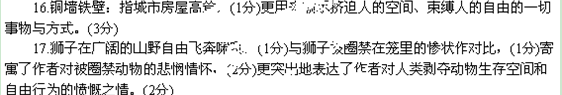 16.铜墙铁壁：指城市房屋高 (1分)更用 挤迫人的空间、束缚人的自由的一切
事物与方式。(3分)
17.狮子在广阔的山野自由飞奔 (1分)与狮子 圈禁在笼里的惨状作对比，(1分)寄
寓了作者对被圈禁动物的悲悯情怀、(2分)更突出地表达了作者对人类剥夺动物生存空间和
自由行为的愤慨之情。(2分)